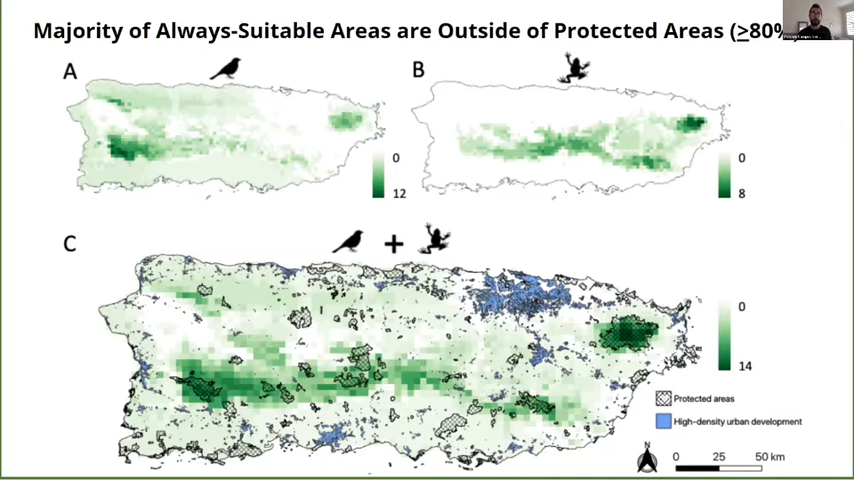 Majority of Always-Suitable Areas are Outside of Protected Areas (≥80%
A
B
0
12
0
8
C
+
0
14
Protected areas
High-density urban development
N
0 25 50 km